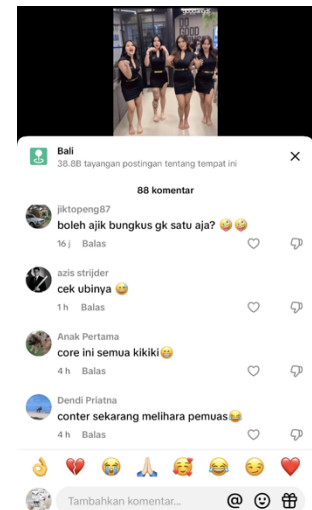 DO
GOOD
Bali
38.8B tayangan postingan tentang tempat ini
88 komentar
jiktopeng87
boleh ajik bungkus gk satu aja? 🤪🤪
16 j Balas
azis strijder
cek ubinya 😅
1 h Balas
Anak Pertama
core ini semua kikiki😁
4 h Balas
Dendi Priatna
conter sekarang melihara pemuas😂
4 h Balas
Tambahkan komentar...
@